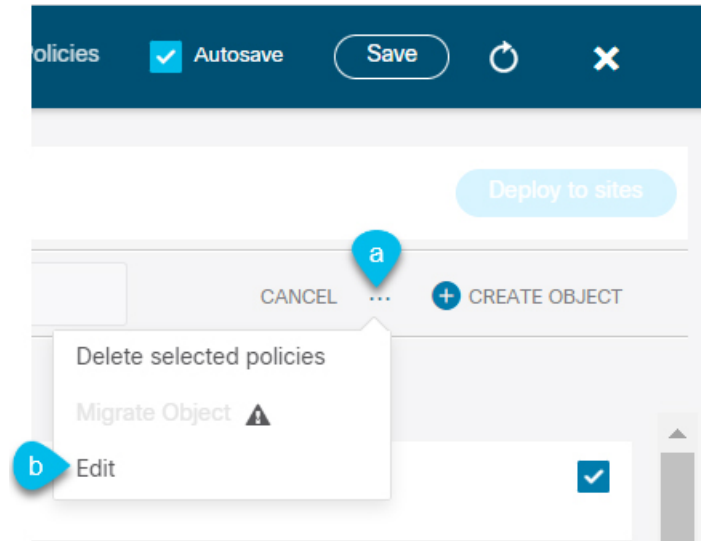 olicies Autosave Save
Deploy to sites
a
CANCEL ... + CREATE OBJECT
Delete selected policies
Migrate Object
b Edit